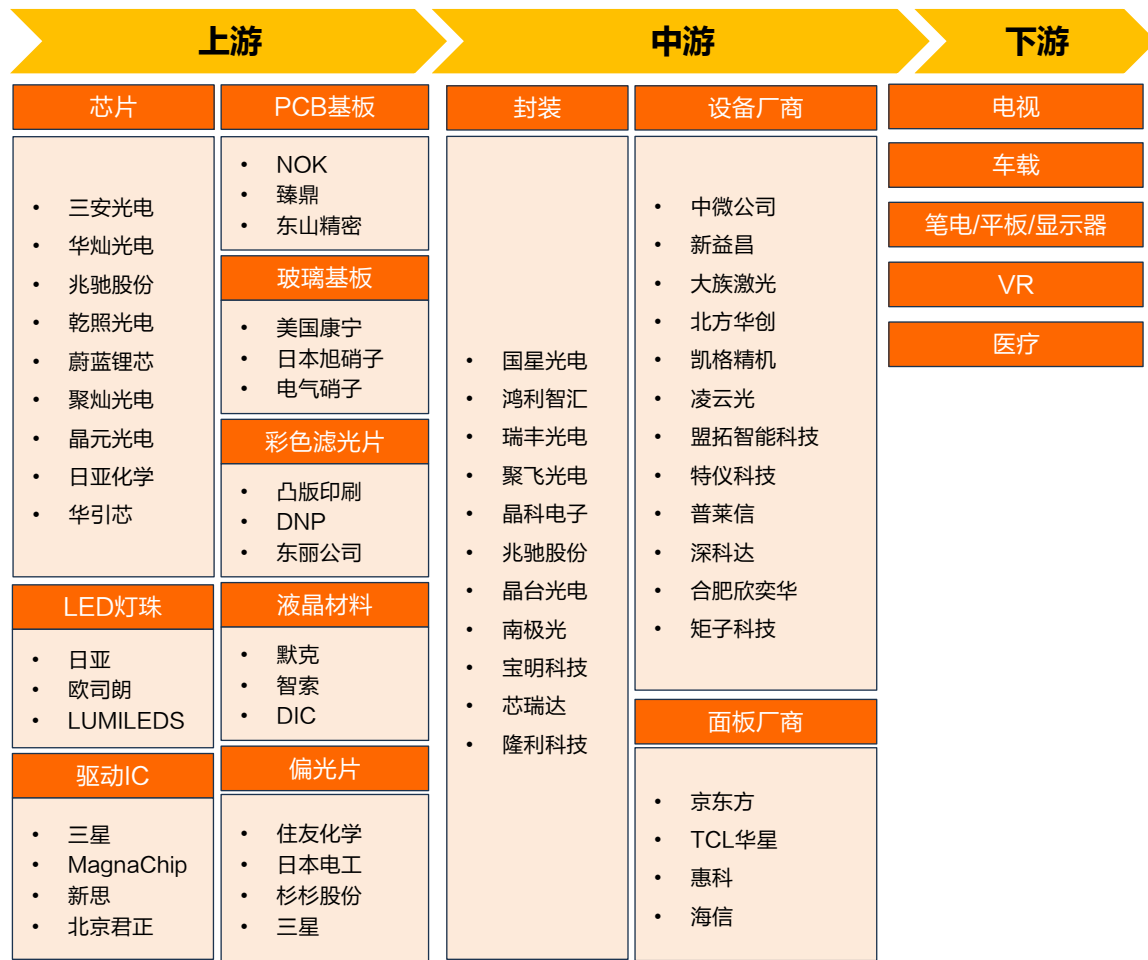 上游
中游
下游
芯片
三安光电
华灿光电
兆驰股份
乾照光电
蔚蓝锂芯
聚灿光电
晶元光电
日亚化学
华引芯
LED灯珠
日亚
欧司朗
LUMILEDS
驱动IC
三星
MagnaChip
新思
北京君正
PCB基板
NOK
臻鼎
东山精密
玻璃基板
美国康宁
日本旭硝子
电气硝子
彩色滤光片
凸版印刷
DNP
东丽公司
液晶材料
默克
智索
DIC
偏光片
住友化学
日本电工
杉杉股份
三星
封装
国星光电
鸿利智汇
瑞丰光电
聚飞光电
晶科电子
兆驰股份
晶台光电
南极光
宝明科技
芯瑞达
隆利科技
设备厂商
中微公司
新益昌
大族激光
北方华创
凯格精机
凌云光
盟拓智能科技
特仪科技
普莱信
深科达
合肥欣奕华
矩子科技
面板厂商
京东方
TCL华星
惠科
海信
电视
车载
笔电/平板/显示器
VR
医疗